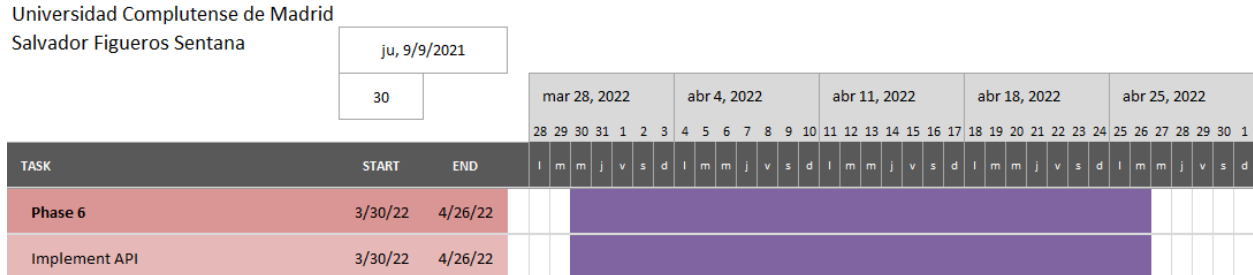 Universidad Complutense de Madrid
Salvador Figueros Sentana
ju, 9/9/2021
30
mar 28, 2022 abr 4, 2022 abr 11, 2022 abr 18, 2022 abr 25, 2022
28 29 30 31 1 2 3 4 5 6 7 8 9 10 11 12 13 14 15 16 17 18 19 20 21 22 23 24 25 26 27 28 29 30 1
TASK START END l m m j v s d l m m j v s d l m m j v s d l m m j v s d l m m j v s d
Phase 6 3/30/22 4/26/22
Implement API 3/30/22 4/26/22